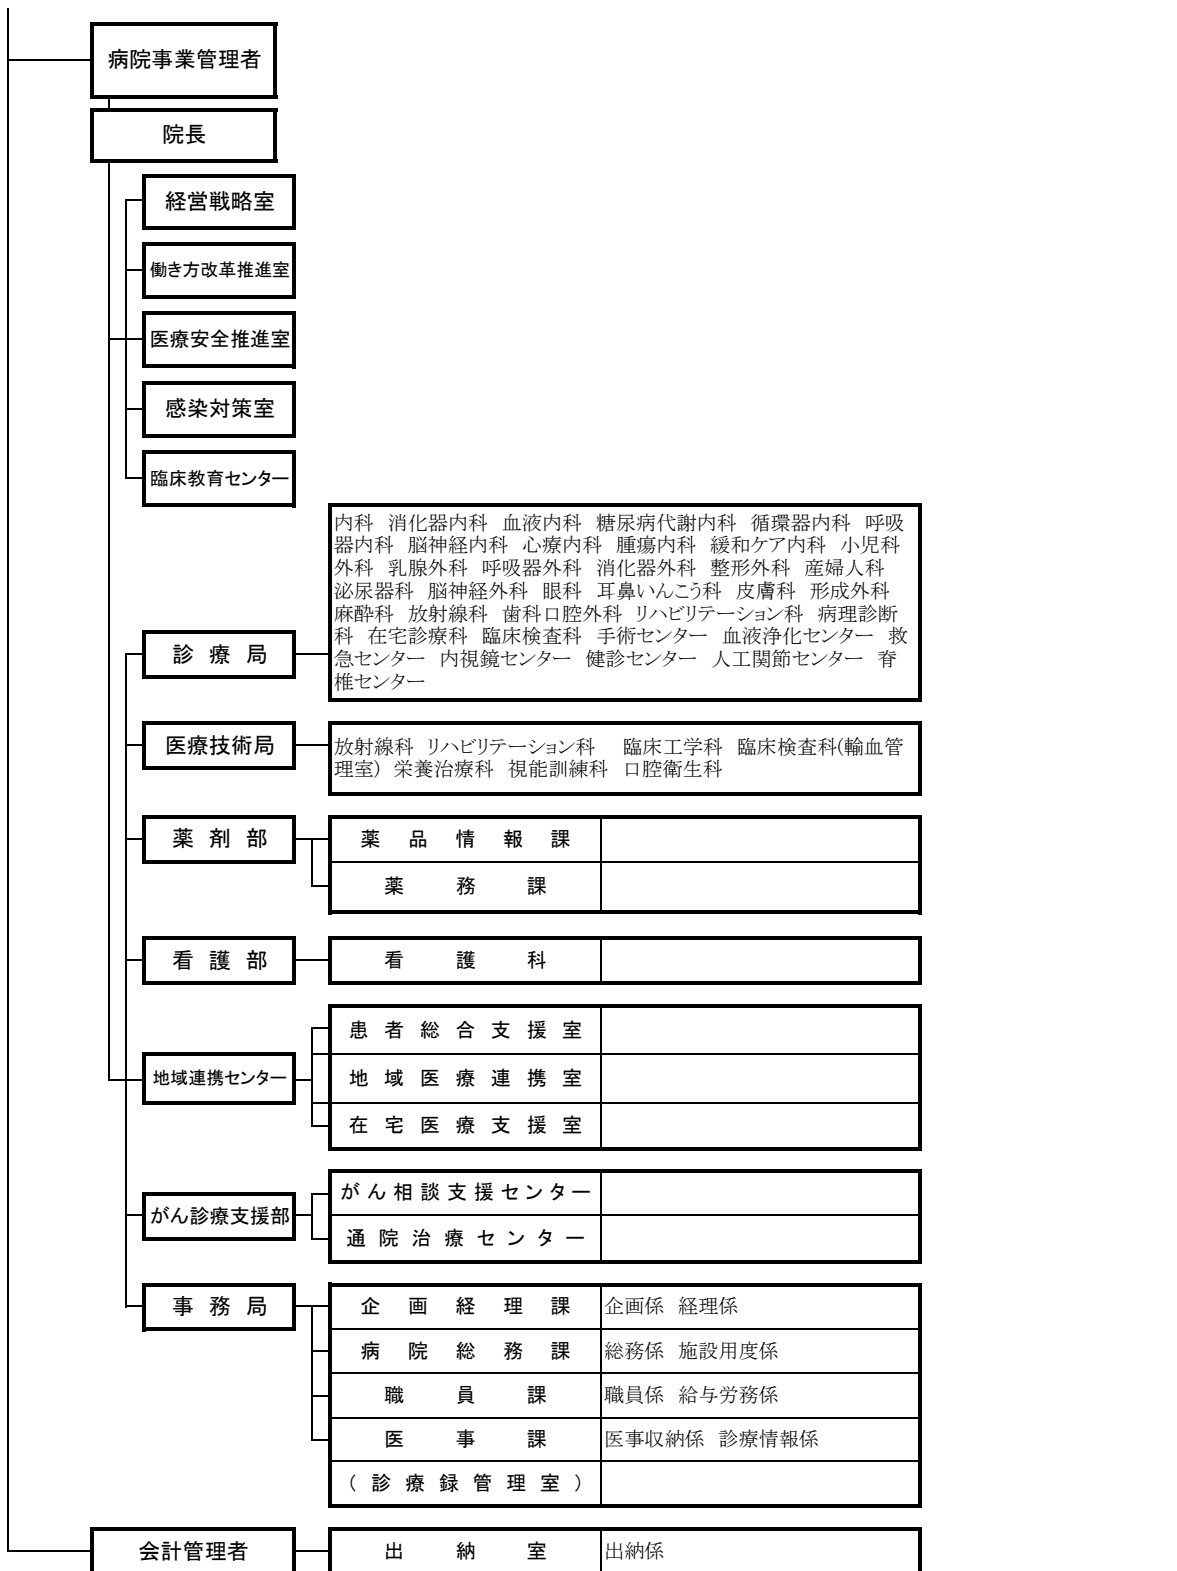 病院事業管理者
院長
経営戦略室
働き方改革推進室
医療安全推進室
感染対策室
臨床教育センター
診療局
内科 消化器内科 血液内科 糖尿病代謝内科 循環器内科 呼吸
器内科 脳神経内科 心療内科 腫瘍内科 緩和ケア内科 小児科
外科 乳腺外科 呼吸器外科 消化器外科 整形外科 産婦人科
泌尿器科 脳神経外科 眼科 耳鼻いんこう科 皮膚科 形成外科
麻酔科 放射線科 歯科口腔外科 リハビリテーション科 病理診断
科 在宅診療科 臨床検査科 手術センター 血液浄化センター 救
急センター 内視鏡センター 健診センター 人工関節センター 脊
椎センター
医療技術局
放射線科 リハビリテーション科 臨床工学科 臨床検査科(輸血管
理室) 栄養治療科 視能訓練科 口腔衛生科
薬剤部
薬品情報課
薬務課
看護部
看護科
地域連携センター
患者総合支援室
地域医療連携室
在宅医療支援室
がん診療支援部
がん相談支援センター
通院治療センター
事務局
企画経理課 企画係 経理係
病院総務課 総務係 施設用度係
職員課 職員係 給与労務係
医事課 医事収納係 診療情報係
(診療録管理室)
会計管理者
出納室 出納係